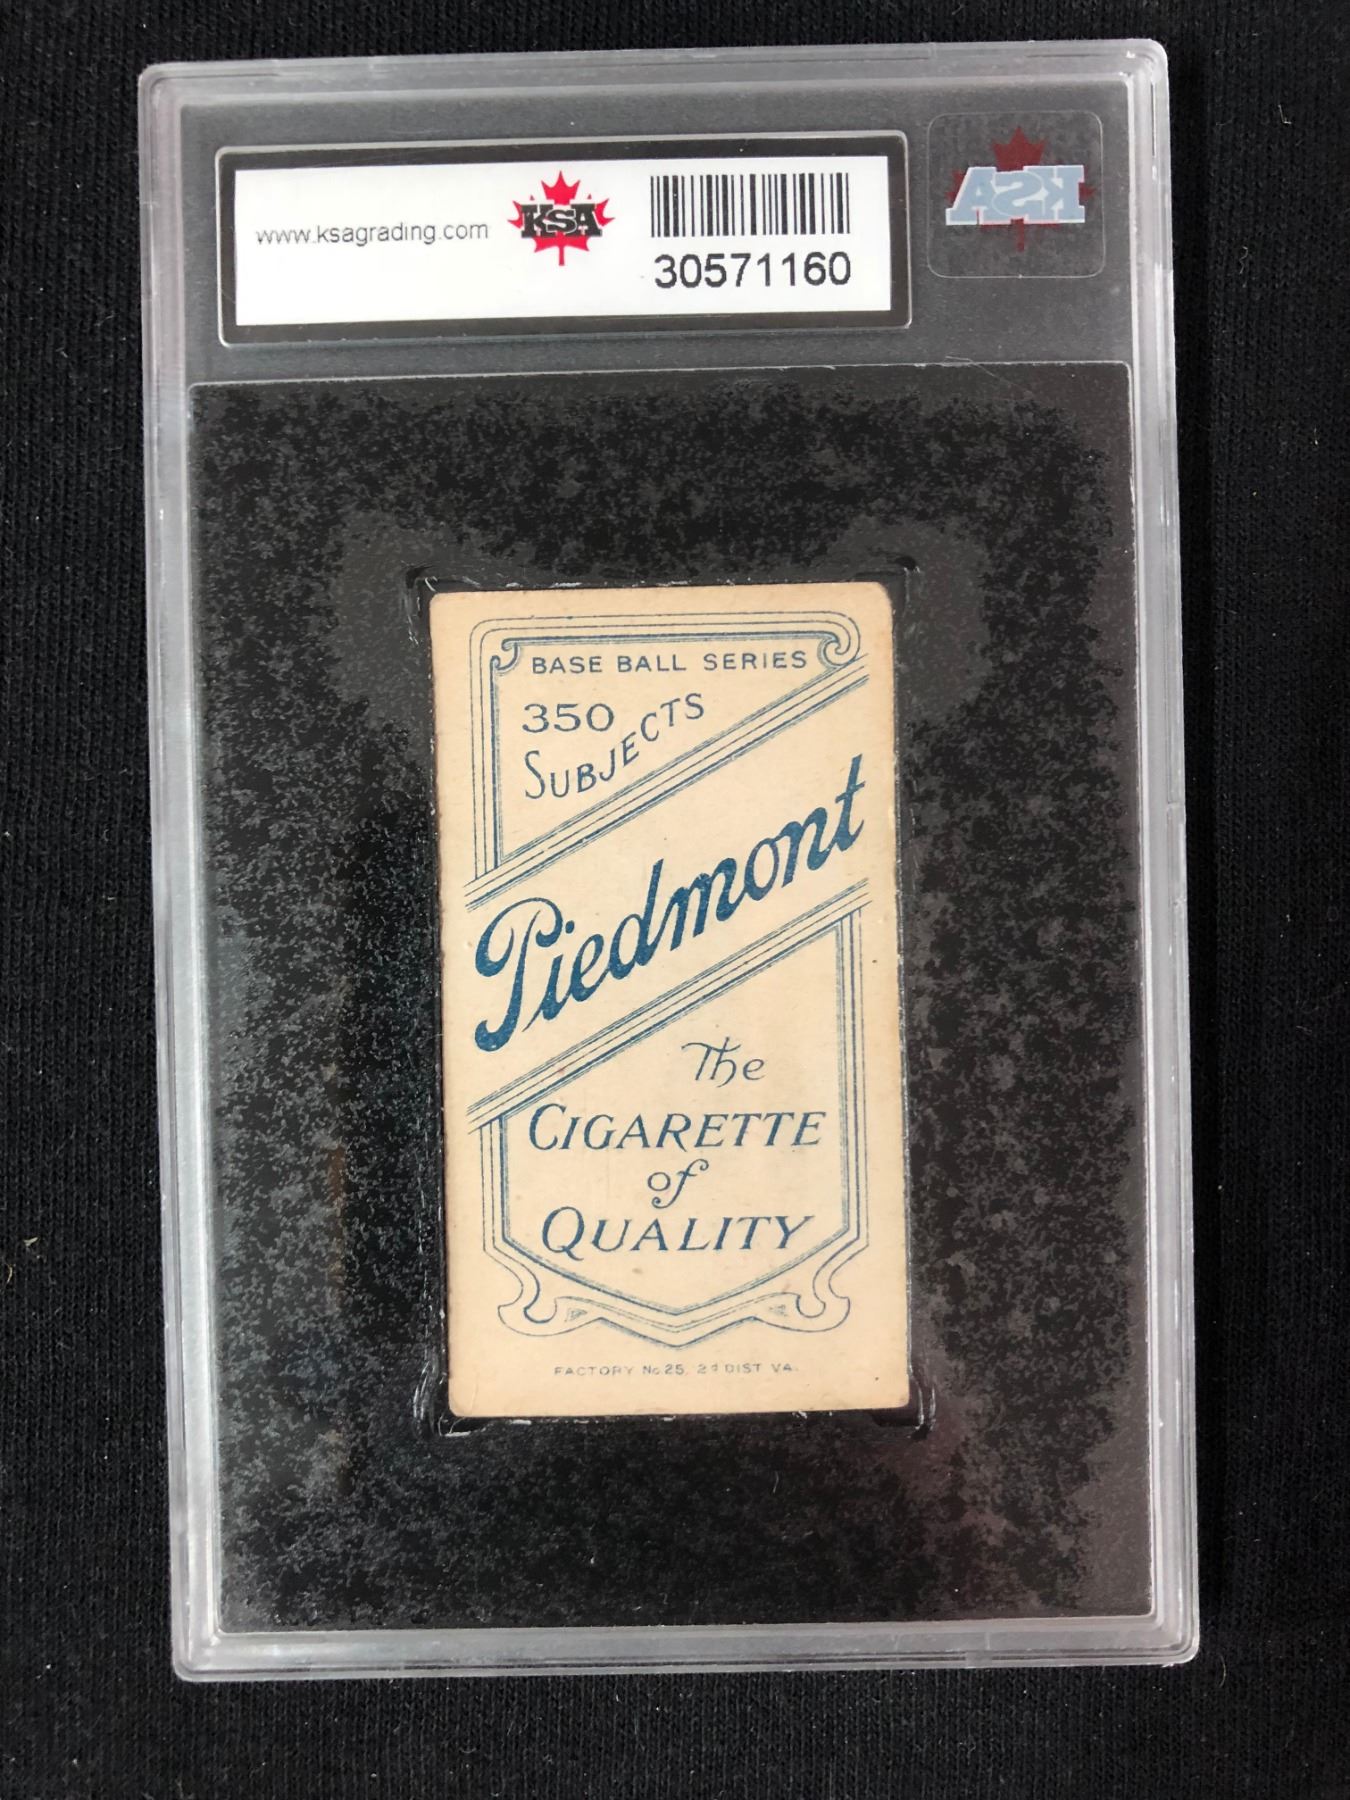 www.ksagrading.com
KSA
30571160
KSA
BASE BALL SERIES
350
SUBJECTS
Piedmont
The
CIGARETTE
of
QUALITY
FACTORY No 25, 2d DIST VA.